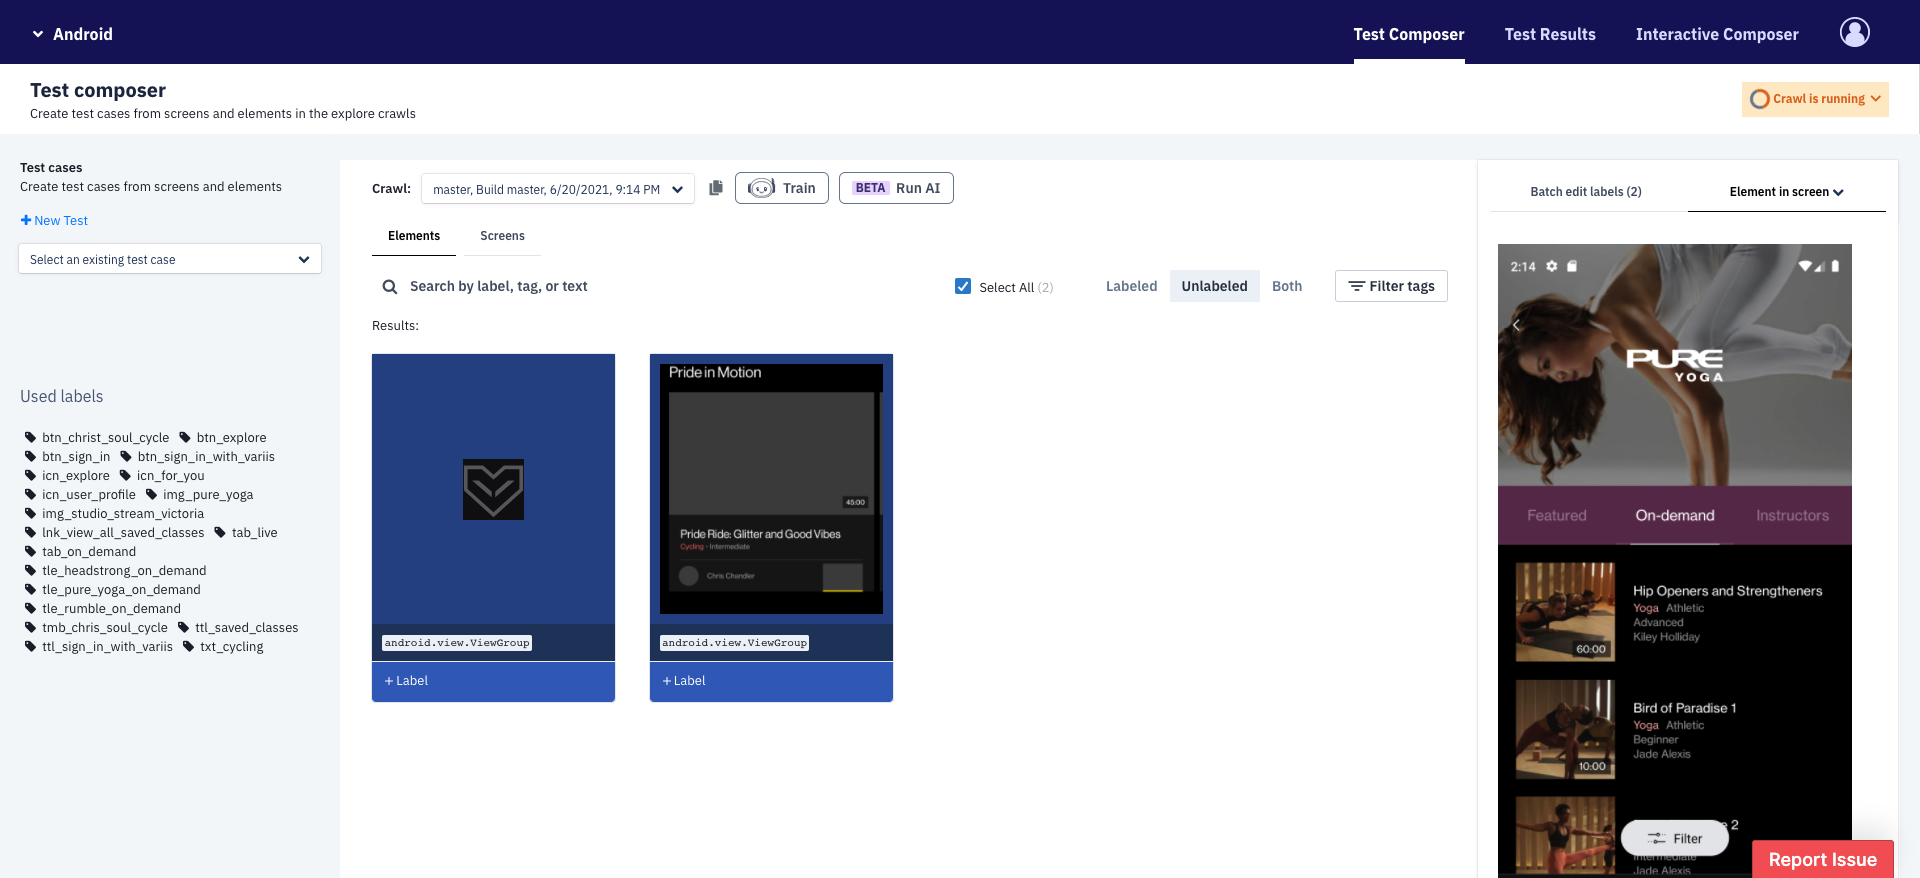 Android
Test Composer
Test Results
Interactive Composer
Test composer
Create test cases from screens and elements in the explore crawls
Crawl is running
Test cases
Create test cases from screens and elements
New Test
Select an existing test case
Used labels
btn_christ_soul_cycle btn_explore
btn_sign_in btn_sign_in_with_variis
icn_explore icn_for_you
icn_user_profile img_pure_yoga
img_studio_stream_victoria
lnk_view_all_saved_classes tab_live
tab_on_demand
tle_headstrong_on_demand
tle_pure_yoga_on_demand
tle_rumble_on_demand
tmb_chris_soul_cycle ttl_saved_classes
ttl_sign_in_with_variis txt_cycling
Crawl: master, Build master, 6/20/2021, 9:14 PM
Train
BETA Run AI
Elements
Screens
Search by label, tag, or text
Select All (2)
Labeled
Unlabeled
Both
Filter tags
Results:
android.view.ViewGroup
+ Label
Pride in Motion
45:00
Pride Ride: Glitter and Good Vibes
Cycling - Intermediate
Chris Chandler
android.view.ViewGroup
+ Label
Batch edit labels (2)
Element in screen
2:14
PURE
YOGA
Featured
On-demand
Instructors
Hip Openers and Strengtheners
Yoga Athletic
Advanced
Kiley Holliday
60:00
Bird of Paradise 1
Yoga Athletic
Beginner
Jade Alexis
10:00
e 2
Filter
Intermediate
Jade Alexis
Report Issue